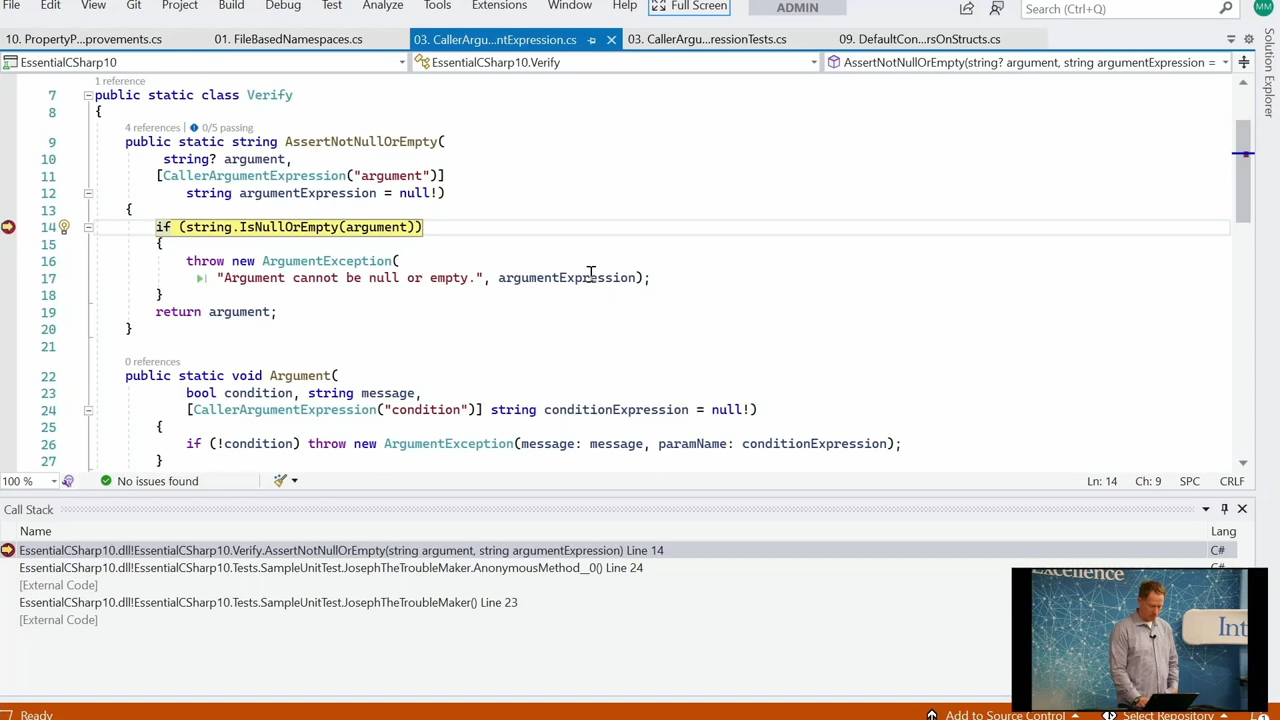 File Edit View Git Project Build Debug Test Analyze Tools Extensions Window Help Full Screen ADMIN Search (Ctrl+Q) MM
10. PropertyP...provements.cs 01. FileBasedNamespaces.cs 03. CallerArgu...ntExpression.cs 03. CallerArgu...ressionTests.cs 09. DefaultCon...rsOnStructs.cs
EssentialCSharp10 EssentialCSharp10.Verify AssertNotNullOrEmpty(string? argument, string argumentExpression =
Solution Explorer
1 reference
7 public static class Verify
8 {
4 references | 0/5 passing
9 public static string AssertNotNullOrEmpty(
10 string? argument,
11 [CallerArgumentExpression("argument")]
12 string argumentExpression = null!)
13 {
14 if (string.IsNullOrEmpty(argument))
15 {
16 throw new ArgumentException(
17 "Argument cannot be null or empty.", argumentExpression);
18 }
19 return argument;
20 }
21
0 references
22 public static void Argument(
23 bool condition, string message,
24 [CallerArgumentExpression("condition")] string conditionExpression = null!)
25 {
26 if (!condition) throw new ArgumentException(message: message, paramName: conditionExpression);
27 }
100 % No issues found Ln: 14 Ch: 9 SPC CRLF
Call Stack
Name Lang
EssentialCSharp10.dll!EssentialCSharp10.Verify.AssertNotNullOrEmpty(string argument, string argumentExpression) Line 14 C#
EssentialCSharp10.dll!EssentialCSharp10.Tests.SampleUnitTest.JosephTheTroubleMaker.AnonymousMethod__0() Line 24 C#
[External Code]
EssentialCSharp10.dll!EssentialCSharp10.Tests.SampleUnitTest.JosephTheTroubleMaker() Line 23
[External Code]
Excellence
Int
Ready Add to Source Control Select Repository